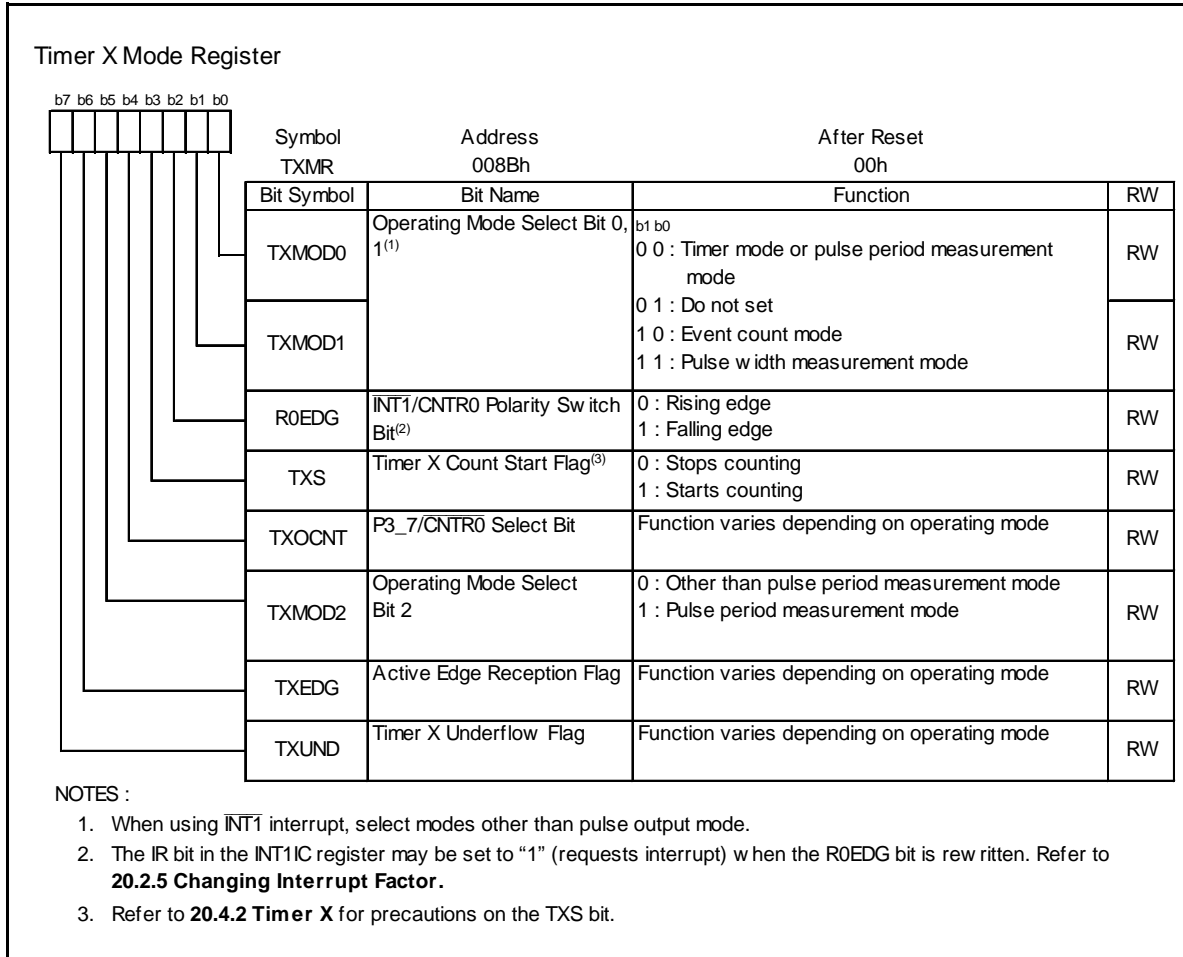 Timer X Mode Register
b7 b6 b5 b4 b3 b2 b1 b0
Symbol Address After Reset
TXMR 008Bh 00h
Bit Symbol Bit Name Function RW
TXMOD0 Operating Mode Select Bit 0, 1(1) b1 b0
0 0 : Timer mode or pulse period measurement
mode RW
0 1 : Do not set
TXMOD1 1 0 : Event count mode RW
1 1 : Pulse width measurement mode
R0EDG INT1/CNTR0 Polarity Switch Bit(2) 0 : Rising edge
1 : Falling edge RW
TXS Timer X Count Start Flag(3) 0 : Stops counting
1 : Starts counting RW
TXOCNT P3_7/CNTR0 Select Bit Function varies depending on operating mode RW
TXMOD2 Operating Mode Select Bit 2 0 : Other than pulse period measurement mode
1 : Pulse period measurement mode RW
TXEDG Active Edge Reception Flag Function varies depending on operating mode RW
TXUND Timer X Underflow Flag Function varies depending on operating mode RW
NOTES :
1. When using INT1 interrupt, select modes other than pulse output mode.
2. The IR bit in the INT1IC register may be set to “1” (requests interrupt) when the R0EDG bit is rewritten. Refer to
20.2.5 Changing Interrupt Factor.
3. Refer to 20.4.2 Timer X for precautions on the TXS bit.